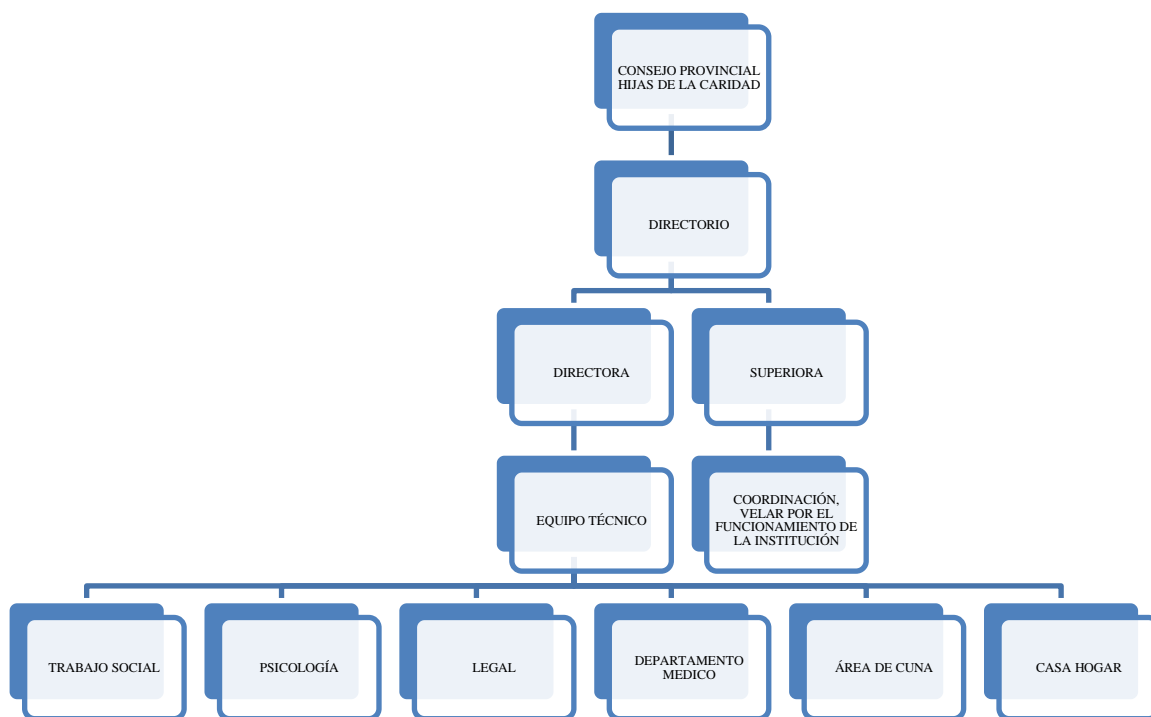 CONSEJO PROVINCIAL
HIJAS DE LA CARIDAD
DIRECTORIO
DIRECTORA
SUPERIORA
EQUIPO TÉCNICO
COORDINACIÓN,
VELAR POR EL
FUNCIONAMIENTO DE
LA INSTITUCIÓN
TRABAJO SOCIAL
PSICOLOGÍA
LEGAL
DEPARTAMENTO
MEDICO
ÁREA DE CUNA
CASA HOGAR